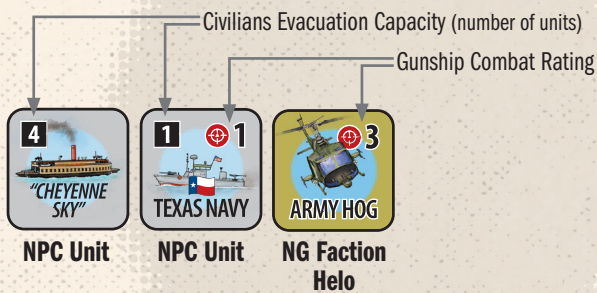 Civilians Evacuation Capacity (number of units)
Gunship Combat Rating
4
"CHEYENNE
SKY"
NPC Unit
1 1
TEXAS NAVY
NPC Unit
3
ARMY HOG
NG Faction
Helo